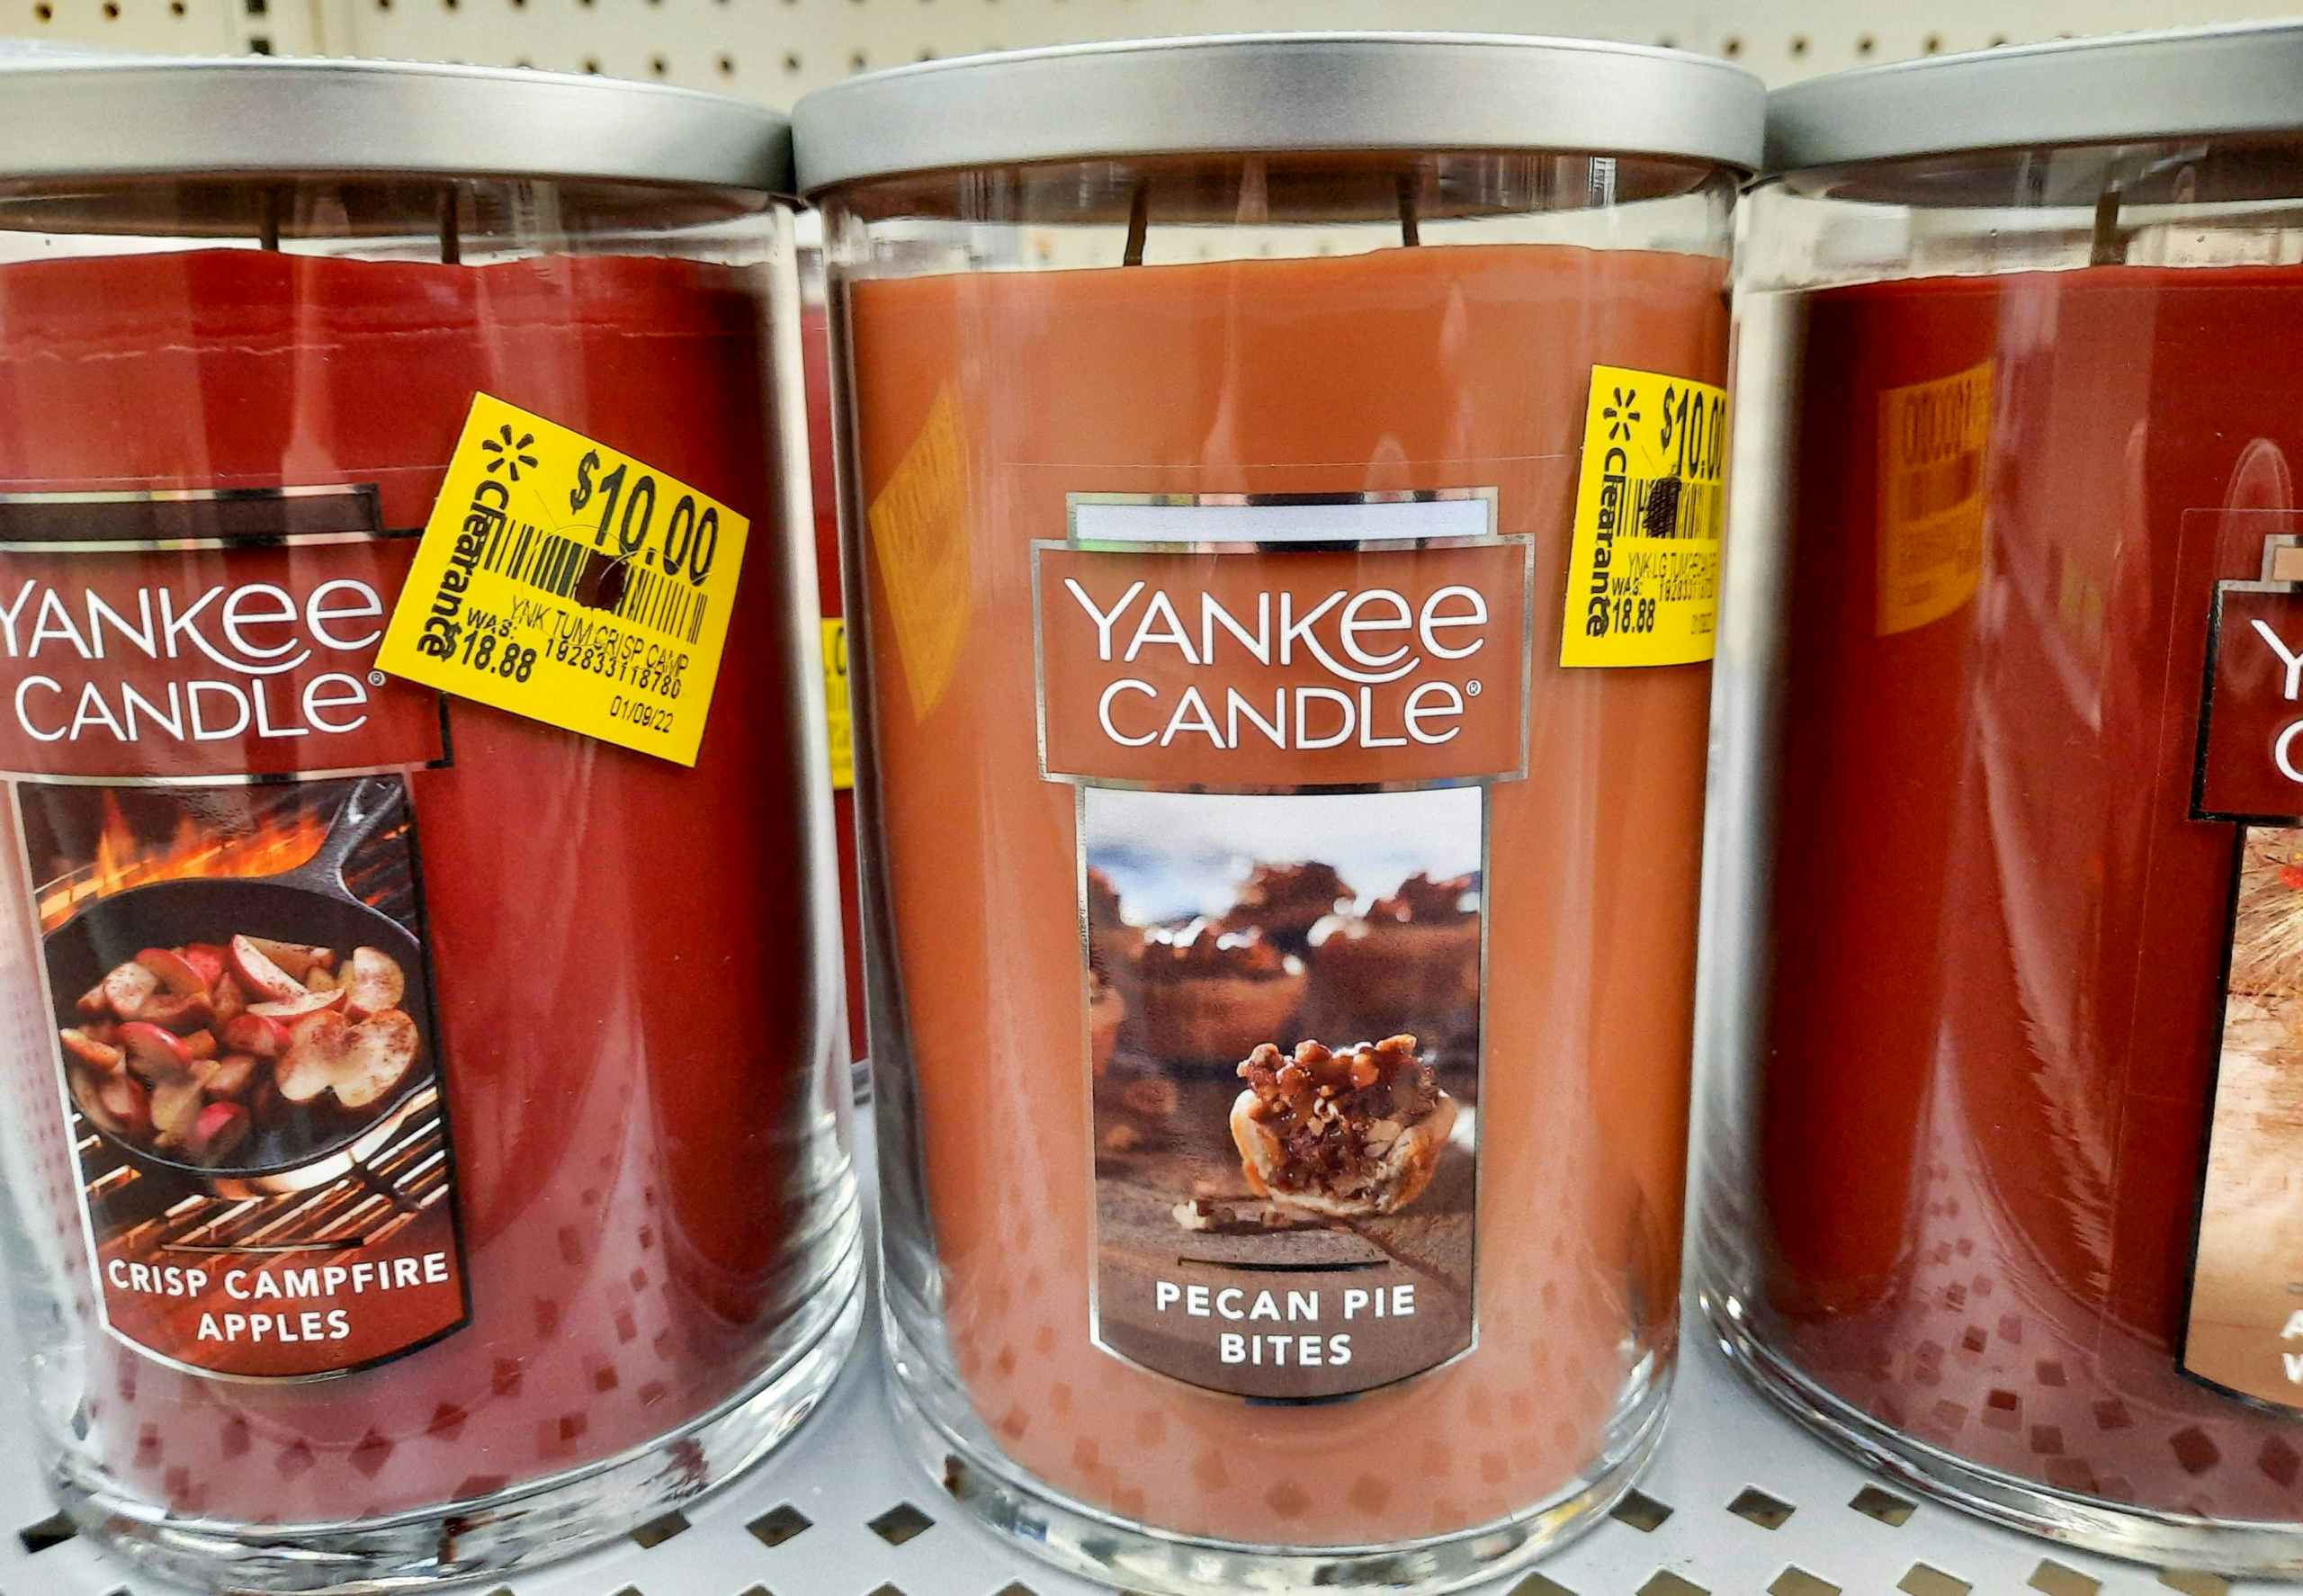 $10.00
Clearance
YNK TUM CRISP CAMP
WAS:
192833118780
$18.88
01/09/22
YANKee
CANDLe®
CRISP CAMPFIRE
APPLES
$10.00
Clearance
WAS:
$18.88
YANKee
CANDLe®
PECAN PIE
BITES